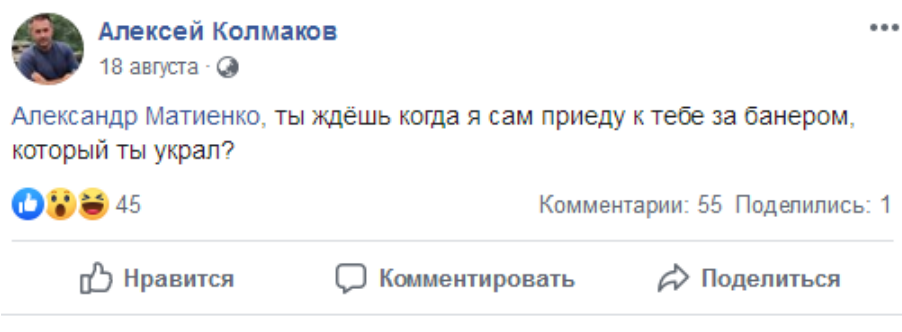 Алексей Колмаков
18 августа ·
Александр Матиенко, ты ждёшь когда я сам приеду к тебе за банером,
который ты украл?
45 Комментарии: 55 Поделились: 1
Нравится Комментировать Поделиться